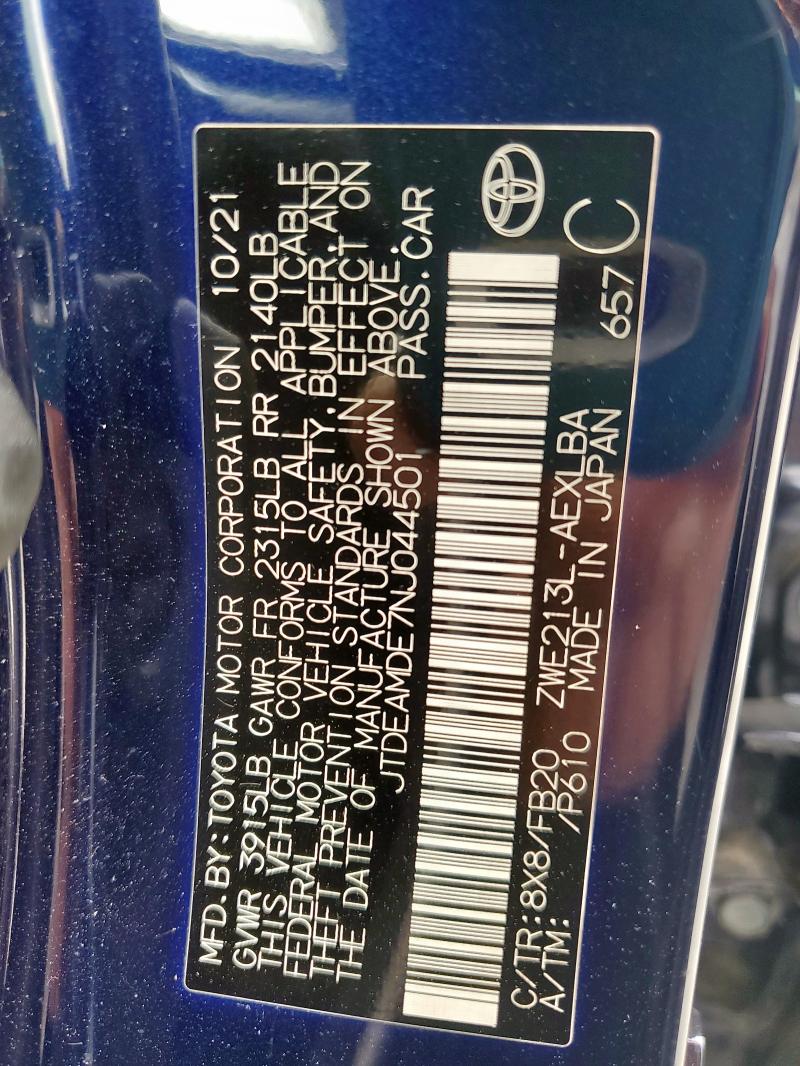 MFD. BY: TOYOTA MOTOR CORPORATION 10/21
GVWR 3915LB GAWR FR 2315LB RR 2140LB
THIS VEHICLE CONFORMS TO ALL APPLICABLE
FEDERAL MOTOR VEHICLE SAFETY, BUMPER, AND
THEFT PREVENTION STANDARDS IN EFFECT ON
THE DATE OF MANUFACTURE SHOWN ABOVE.
JTDEAMDE7NJ044501 PASS. CAR
C/TR: 8X8/FB20 ZWE213L-AEXLBA
A/TM: /P610 MADE IN JAPAN 657 C